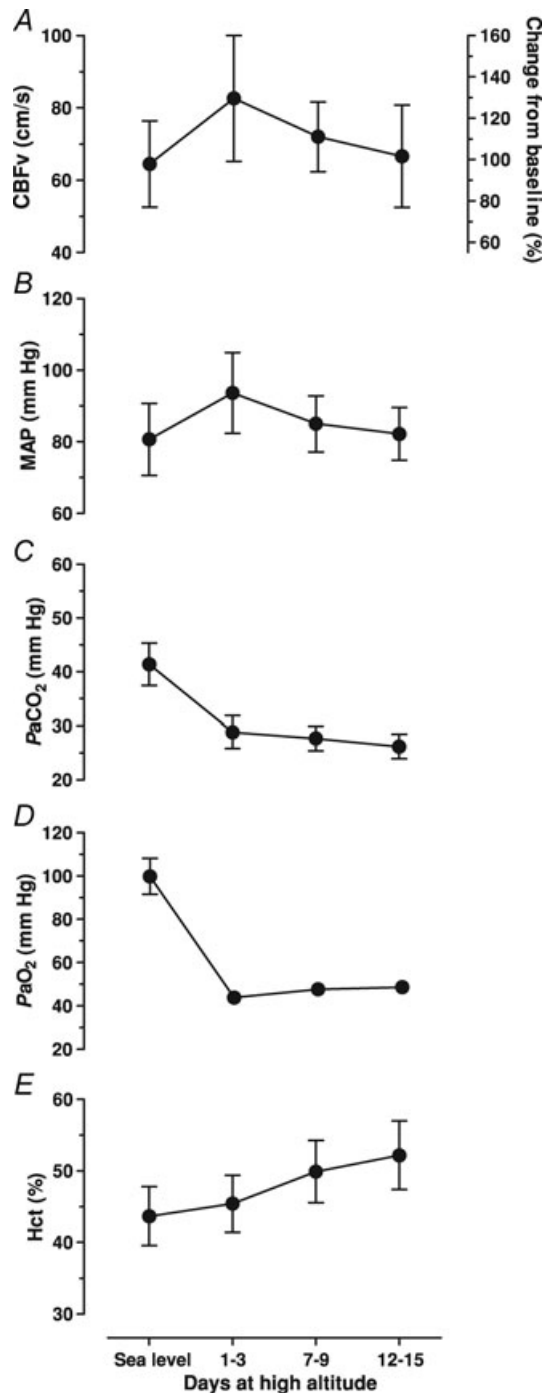 A
CBFv (cm/s)
100
80
60
40
Change from baseline (%)
160
130
100
80
60
B
MAP (mm Hg)
120
100
80
60
C
PaCO₂ (mm Hg)
60
50
40
30
20
D
PaO₂ (mm Hg)
120
100
80
60
40
20
E
Hct (%)
60
50
40
30
Sea level 1-3 7-9 12-15
Days at high altitude